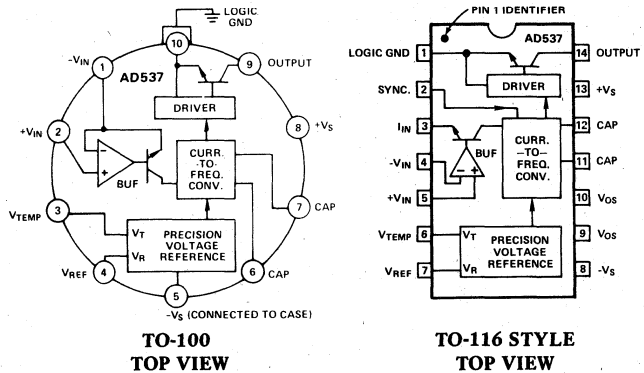 LOGIC
GND
10
-VIN
1
AD537
9
OUTPUT
DRIVER
+VIN
2
8
+VS
BUF
CURR.
-TO-
FREQ.
CONV.
7
CAP
VTEMP
3
VT
VR
PRECISION
VOLTAGE
REFERENCE
VREF
4
6
CAP
5
-VS (CONNECTED TO CASE)
TO-100
TOP VIEW
PIN 1 IDENTIFIER
AD537
LOGIC GND
1
14
OUTPUT
DRIVER
SYNC.
2
13
+VS
IIN
3
12
CAP
BUF
CURR.
–TO–
FREQ.
CONV.
-VIN
4
11
CAP
+VIN
5
10
VOS
VTEMP
6
VT
PRECISION
VOLTAGE
REFERENCE
9
VOS
VREF
7
VR
8
-VS
TO-116 STYLE
TOP VIEW